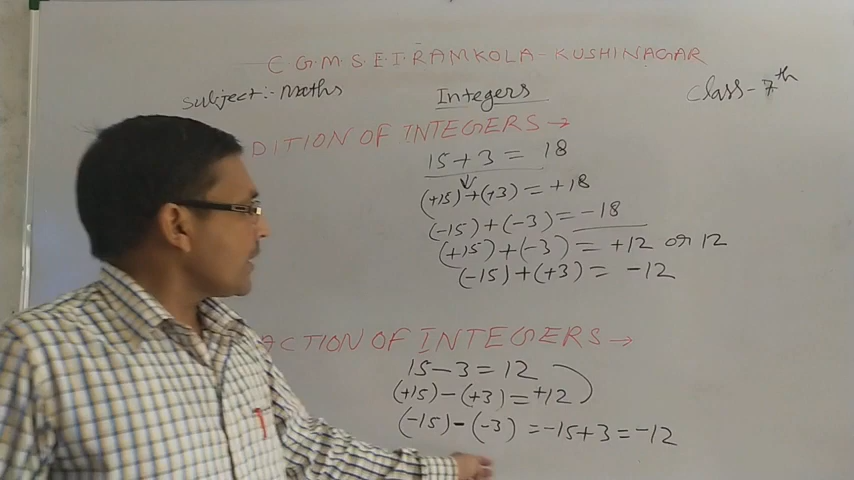 C.G.M.S.E.I. RAMKOLA - KUSHINAGAR
Subject:- Maths Integers Class - 7th
DITION OF INTEGERS →
15 + 3 = 18
(+15) + (+3) = +18
(-15) + (-3) = -18
(+15) + (-3) = +12 or 12
(-15) + (+3) = -12
ACTION OF INTEGERS →
15 - 3 = 12
(+15) - (+3) = +12
(-15) - (-3) = -15 + 3 = -12